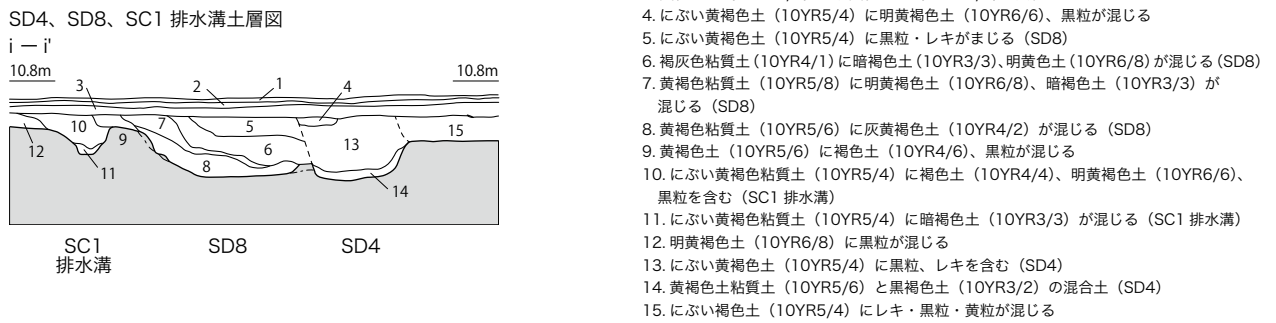 SD4、SD8、SC1 排水溝土層図
i ー i'
10.8m
10.8m
1
2
3
4
5
6
7
8
9
10
11
12
13
14
15
SC1
排水溝
SD8
SD4
4. にぶい黄褐色土（10YR5/4）に明黄褐色土（10YR6/6）、黒粒が混じる
5. にぶい黄褐色土（10YR5/4）に黒粒・レキがまじる（SD8）
6. 褐灰色粘質土（10YR4/1）に暗褐色土（10YR3/3）、明黄色土（10YR6/8）が混じる（SD8）
7. 黄褐色粘質土（10YR5/8）に明黄褐色土（10YR6/8）、暗褐色土（10YR3/3）が
混じる（SD8）
8. 黄褐色粘質土（10YR5/6）に灰黄褐色土（10YR4/2）が混じる（SD8）
9. 黄褐色土（10YR5/6）に褐色土（10YR4/6）、黒粒が混じる
10. にぶい黄褐色粘質土（10YR5/4）に褐色土（10YR4/4）、明黄褐色土（10YR6/6）、
黒粒を含む（SC1 排水溝）
11. にぶい黄褐色粘質土（10YR5/4）に暗褐色土（10YR3/3）が混じる（SC1 排水溝）
12. 明黄褐色土（10YR6/8）に黒粒が混じる
13. にぶい黄褐色土（10YR5/4）に黒粒、レキを含む（SD4）
14. 黄褐色土粘質土（10YR5/6）と黒褐色土（10YR3/2）の混合土（SD4）
15. にぶい褐色土（10YR5/4）にレキ・黒粒・黄粒が混じる